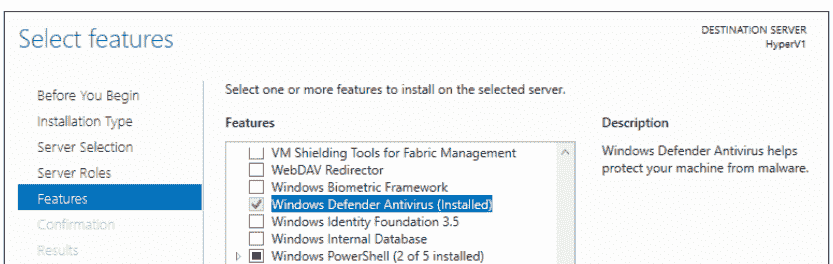 Select features
DESTINATION SERVER
HyperV1
Before You Begin
Installation Type
Server Selection
Server Roles
Features
Confirmation
Results
Select one or more features to install on the selected server.
Features
VM Shielding Tools for Fabric Management
WebDAV Redirector
Windows Biometric Framework
Windows Defender Antivirus (Installed)
Windows Identity Foundation 3.5
Windows Internal Database
Windows PowerShell (2 of 5 installed)
Description
Windows Defender Antivirus helps
protect your machine from malware.